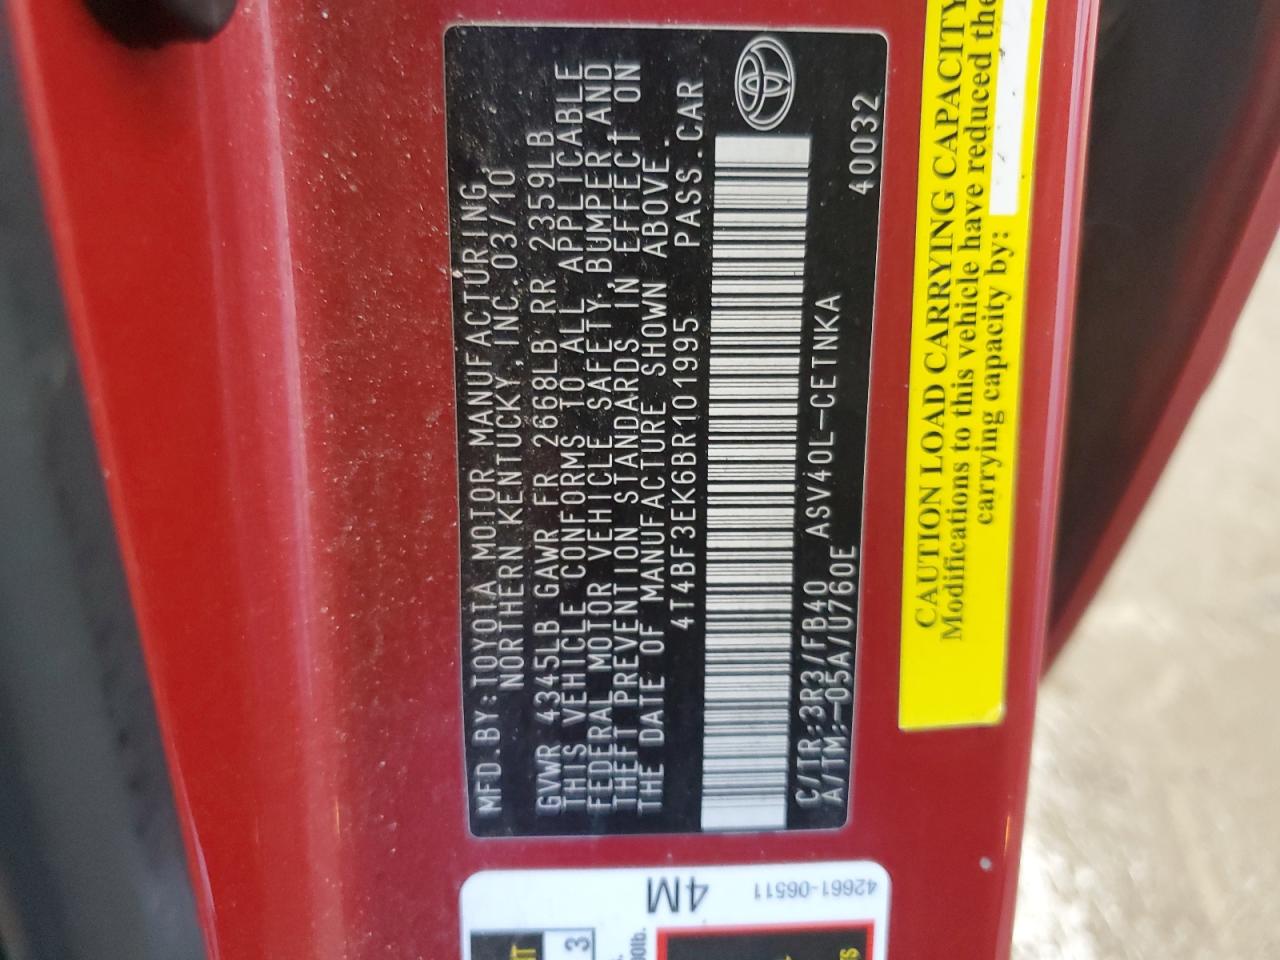 MFD.BY:TOYOTA MOTOR MANUFACTURING,
NORTHERN KENTUCKY,INC.03/10
GVWR 4345LB GAWR FR 2668LB RR 2359LB
THIS VEHICLE CONFORMS TO ALL APPLICABLE
FEDERAL MOTOR VEHICLE SAFETY, BUMPER,AND
THEFT PREVENTION STANDARDS IN EFFECT ON
THE DATE OF MANUFACTURE SHOWN ABOVE.
4T4BF3EK6BR101995 PASS.CAR
C/TR:3R3/FB40 ASV40L-CETNKA
A/TM:-05A/U760E
40032
CAUTION LOAD CARRYING CAPACITY
Modifications to this vehicle have reduced the
carrying capacity by:
4M
42661-06511
3
00lb.